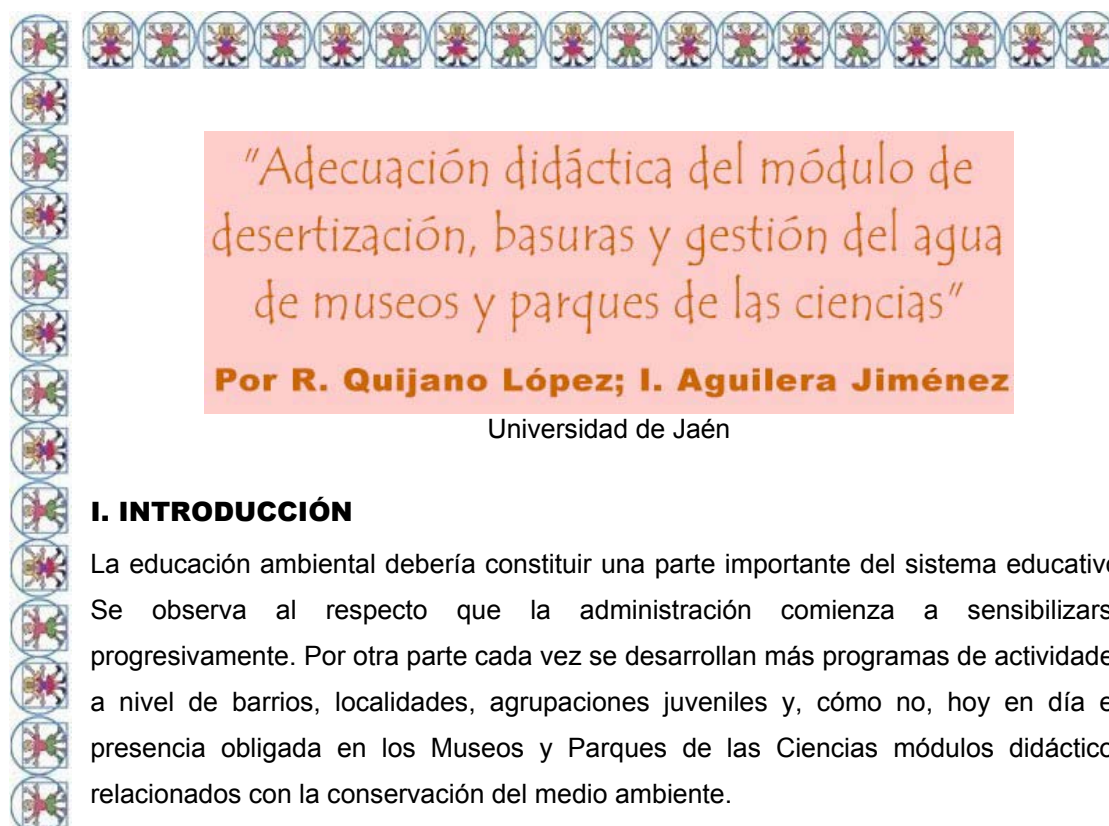 "Adecuación didáctica del módulo de
desertización, basuras y gestión del agua
de museos y parques de las ciencias"
Por R. Quijano López; I. Aguilera Jiménez
Universidad de Jaén
I. INTRODUCCIÓN
La educación ambiental debería constituir una parte importante del sistema educativo
Se observa al respecto que la administración comienza a sensibilizars
progresivamente. Por otra parte cada vez se desarrollan más programas de actividade
a nivel de barrios, localidades, agrupaciones juveniles y, cómo no, hoy en día e
presencia obligada en los Museos y Parques de las Ciencias módulos didáctico
relacionados con la conservación del medio ambiente.